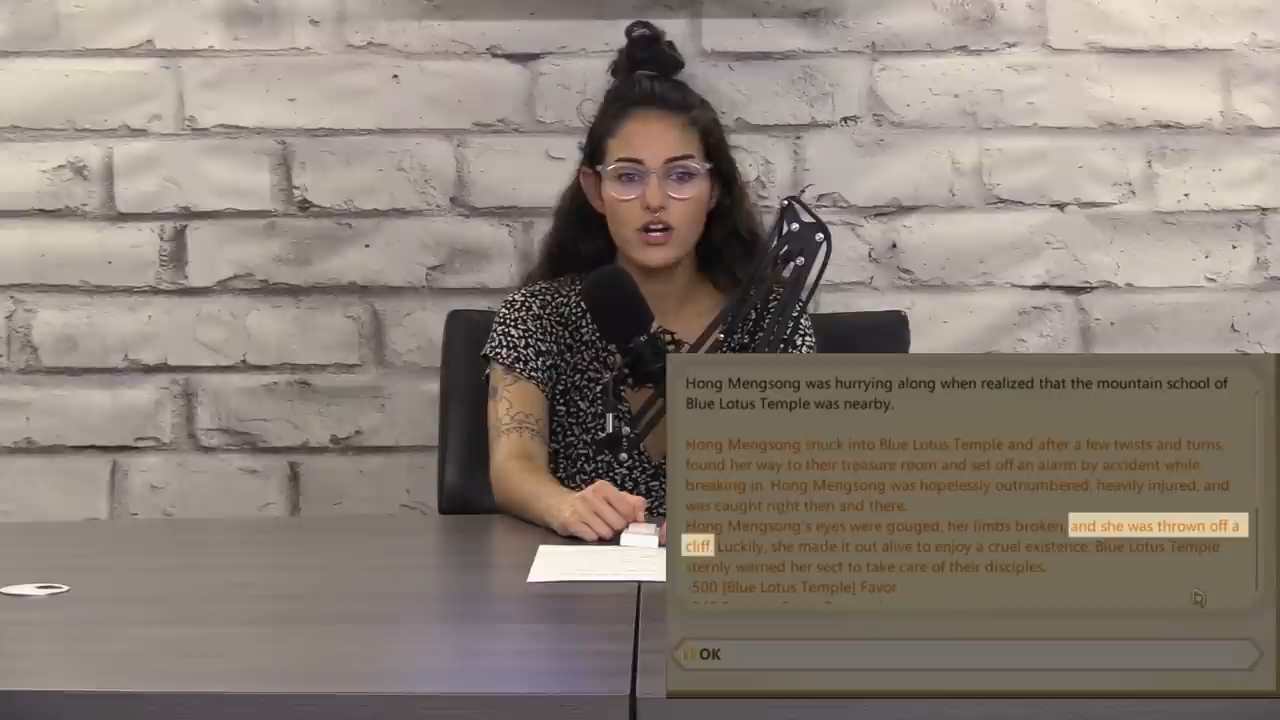 Hong Mengsong was hurrying along when realized that the mountain school of
Blue Lotus Temple was nearby.
Hong Mengsong snuck into Blue Lotus Temple and after a few twists and turns,
found her way to their treasure room and set off an alarm by accident while
breaking in. Hong Mengsong was hopelessly outnumbered, heavily injured, and
was caught right then and there.
Hong Mengsong's eyes were gouged, her limbs broken, and she was thrown off a
cliff. Luckily, she made it out alive to enjoy a cruel existence. Blue Lotus Temple
sternly warned her sect to take care of their disciples.
-500 [Blue Lotus Temple] Favor
OK